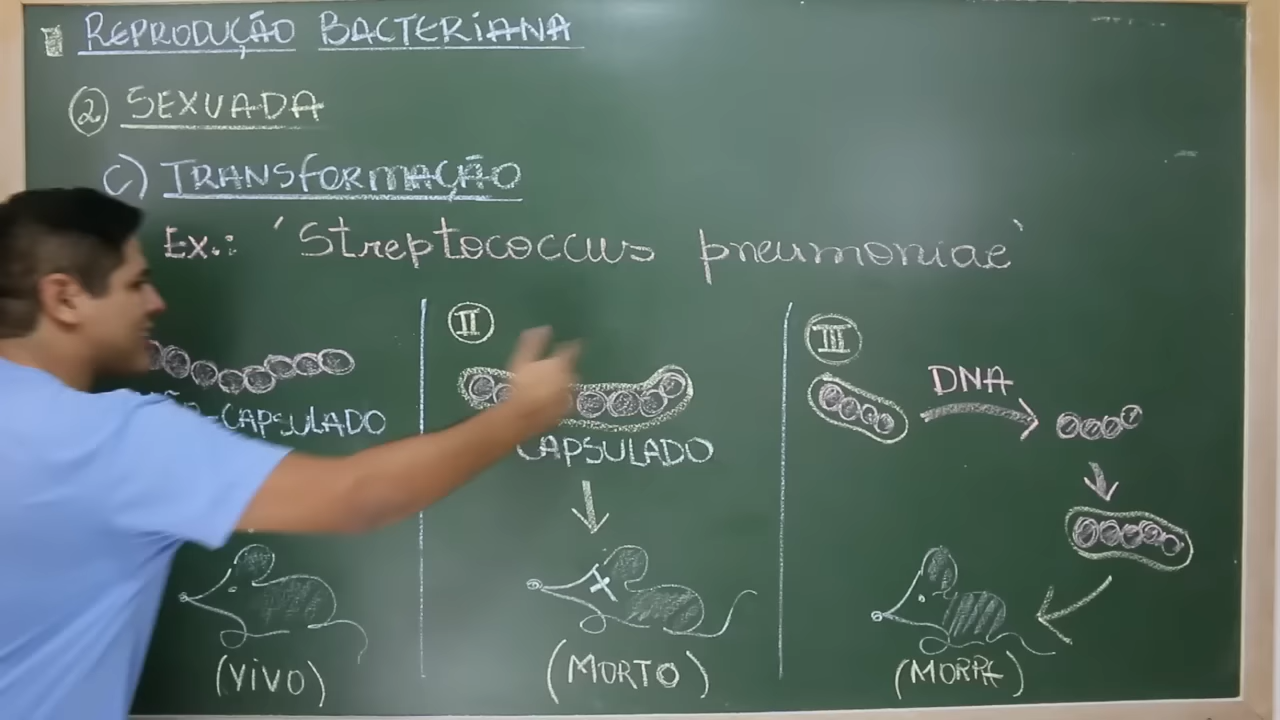 REPRODUÇÃO BACTERIANA
② SEXUADA
C) TRANSfORMAÇÃO
Ex.: 'Streptococcus pneumoniae'
CAPSULADO
(VIVO)
II
CAPSULADO
(MORTO)
III
DNA
(MORRE)